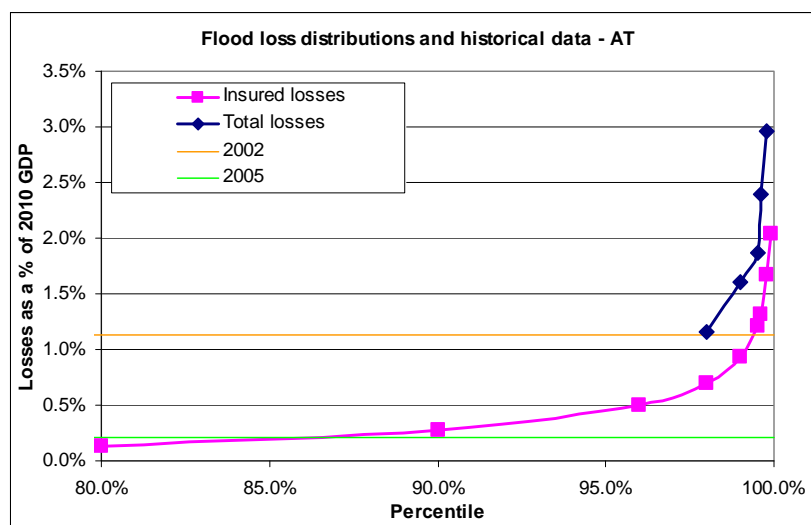 Flood loss distributions and historical data - AT
Losses as a % of 2010 GDP
3.5%
3.0%
2.5%
2.0%
1.5%
1.0%
0.5%
0.0%
Insured losses
Total losses
2002
2005
80.0% 85.0% 90.0% 95.0% 100.0%
Percentile